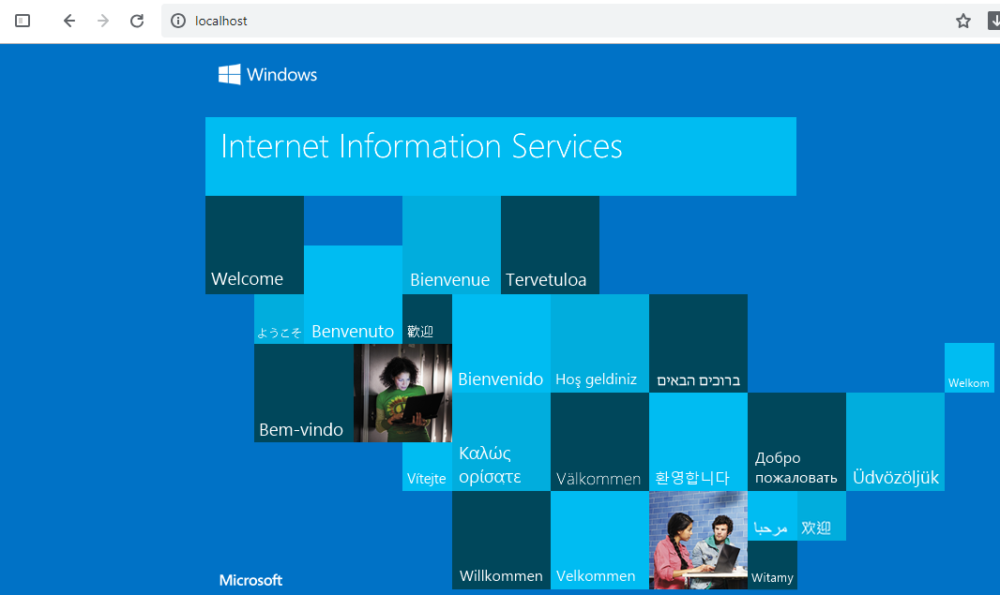 localhost
Windows
Internet Information Services
Welcome
Bienvenue
Tervetuloa
ようこそ
Benvenuto
歡迎
Bienvenido
Hoş geldiniz
ברוכים הבאים
Welkom
Bem-vindo
Vítejte
Καλώς
ορίσατε
Välkommen
환영합니다
Добро
пожаловать
Üdvözöljük
Willkommen
Velkommen
مرحبا
欢迎
Witamy
Microsoft